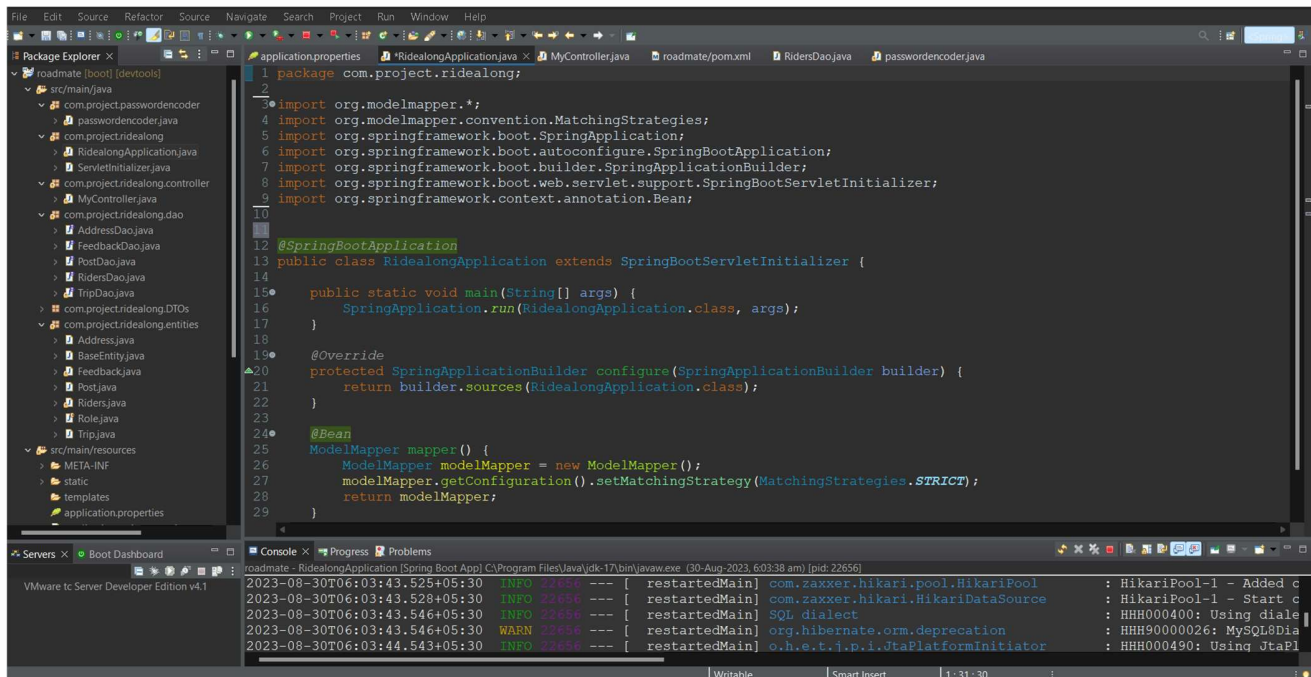 File Edit Source Refactor Source Navigate Search Project Run Window Help
Package Explorer
application.properties *RidealongApplication.java MyController.java roadmate/pom.xml RidersDao.java passwordencoder.java
roadmate [boot] [devtools]
src/main/java
com.project.passwordencoder
passwordencoder.java
com.project.ridealong
RidealongApplication.java
ServletInitializer.java
com.project.ridealong.controller
MyController.java
com.project.ridealong.dao
AddressDao.java
FeedbackDao.java
PostDao.java
RidersDao.java
TripDao.java
com.project.ridealong.DTOs
com.project.ridealong.entities
Address.java
BaseEntity.java
Feedback.java
Post.java
Riders.java
Role.java
Trip.java
src/main/resources
META-INF
static
templates
application.properties
1 package com.project.ridealong;
2
3 import org.modelmapper.*;
4 import org.modelmapper.convention.MatchingStrategies;
5 import org.springframework.boot.SpringApplication;
6 import org.springframework.boot.autoconfigure.SpringBootApplication;
7 import org.springframework.boot.builder.SpringApplicationBuilder;
8 import org.springframework.boot.web.servlet.support.SpringBootServletInitializer;
9 import org.springframework.context.annotation.Bean;
10
11
12 @SpringBootApplication
13 public class RidealongApplication extends SpringBootServletInitializer {
14
15 public static void main(String[] args) {
16 SpringApplication.run(RidealongApplication.class, args);
17 }
18
19 @Override
20 protected SpringApplicationBuilder configure(SpringApplicationBuilder builder) {
21 return builder.sources(RidealongApplication.class);
22 }
23
24 @Bean
25 ModelMapper mapper() {
26 ModelMapper modelMapper = new ModelMapper();
27 modelMapper.getConfiguration().setMatchingStrategy(MatchingStrategies.STRICT);
28 return modelMapper;
29 }
Servers Boot Dashboard
VMware tc Server Developer Edition v4.1
Console Progress Problems
roadmate - RidealongApplication [Spring Boot App] C:\Program Files\Java\jdk-17\bin\javaw.exe (30-Aug-2023, 6:03:38 am) [pid: 22656]
2023-08-30T06:03:43.525+05:30 INFO 22656 --- [ restartedMain] com.zaxxer.hikari.pool.HikariPool : HikariPool-1 - Added c
2023-08-30T06:03:43.528+05:30 INFO 22656 --- [ restartedMain] com.zaxxer.hikari.HikariDataSource : HikariPool-1 - Start c
2023-08-30T06:03:43.546+05:30 INFO 22656 --- [ restartedMain] SQL dialect : HHH000400: Using diale
2023-08-30T06:03:43.546+05:30 WARN 22656 --- [ restartedMain] org.hibernate.orm.deprecation : HHH90000026: MySQL8Dia
2023-08-30T06:03:44.543+05:30 INFO 22656 --- [ restartedMain] o.h.e.t.j.p.i.JtaPlatformInitiator : HHH000490: Using JtaPl
Writable Smart Insert 1 : 31 : 30